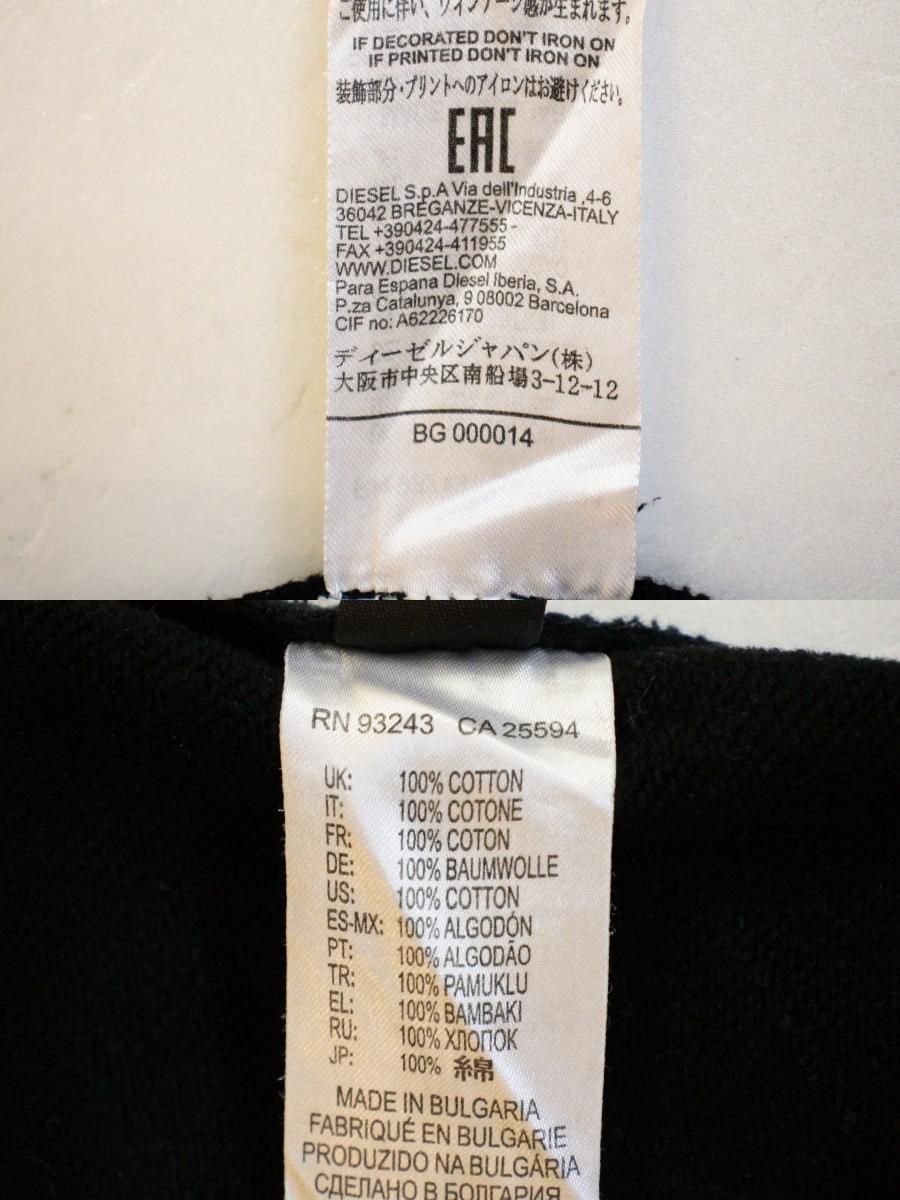 ご使用に伴い、ヴィンテージ感が生まれます。
IF DECORATED DON'T IRON ON
IF PRINTED DON'T IRON ON
装飾部分・プリントへのアイロンはお避けください。
EAC
DIESEL S.p.A Via dell'Industria ,4-6
36042 BREGANZE-VICENZA-ITALY
TEL +390424-477555 -
FAX +390424-411955
WWW.DIESEL.COM
Para Espana Diesel Iberia, S.A.
P.za Catalunya, 9 08002 Barcelona
CIF no: A62226170
ディーゼルジャパン(株)
大阪市中央区南船場3-12-12
BG 000014
RN 93243 CA 25594
UK: 100% COTTON
IT: 100% COTONE
FR: 100% COTON
DE: 100% BAUMWOLLE
US: 100% COTTON
ES-MX: 100% ALGODÓN
PT: 100% ALGODÃO
TR: 100% PAMUKLU
EL: 100% BAMBAKI
RU: 100% ХЛОПОК
JP: 100% 綿
MADE IN BULGARIA
FABRIQUÉ EN BULGARIE
PRODUZIDO NA BULGÁRIA
СДЕЛАНО В БОЛГАРИЯ